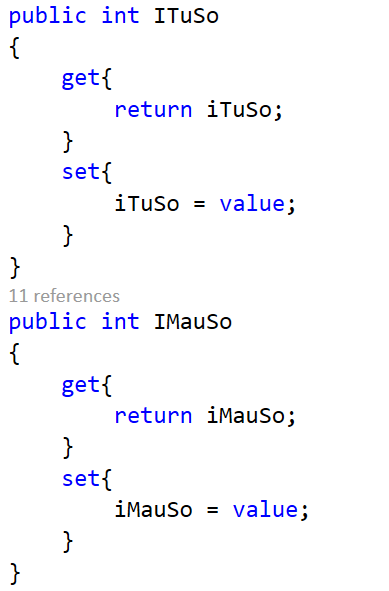 public int ITuSo
{
get{
return iTuSo;
}
set{
iTuSo = value;
}
}
11 references
public int IMauSo
{
get{
return iMauSo;
}
set{
iMauSo = value;
}
}